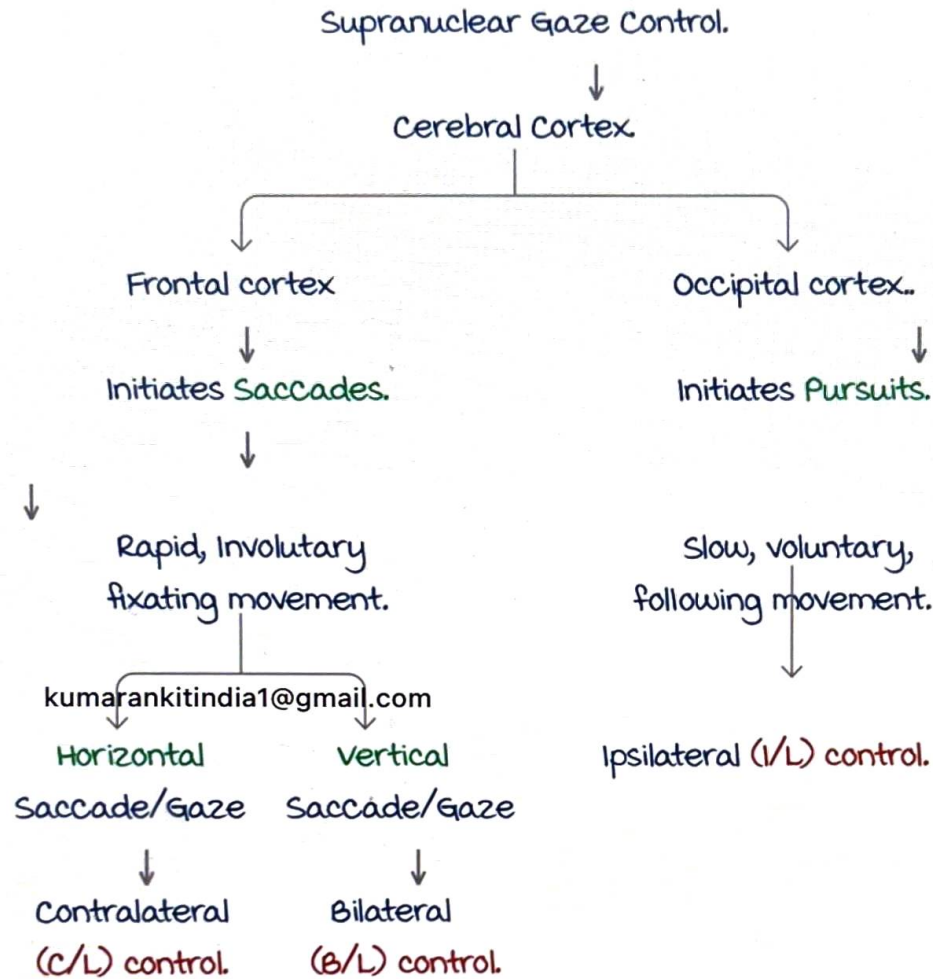 Supranuclear Gaze Control.
Cerebral Cortex.
Frontal cortex
Occipital cortex..
Initiates Saccades.
Initiates Pursuits.
Rapid, Involutary
fixating movement.
Slow, voluntary,
following movement.
kumarankitindia1@gmail.com
Horizontal
Saccade/Gaze
Contralateral
(C/L) control.
Vertical
Saccade/Gaze
Bilateral
(B/L) control.
Ipsilateral (I/L) control.